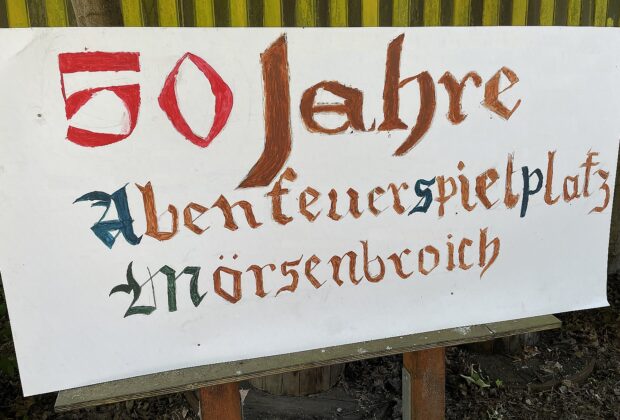 50 Jahre
Abenteuerspielplatz
Mörsenbroich